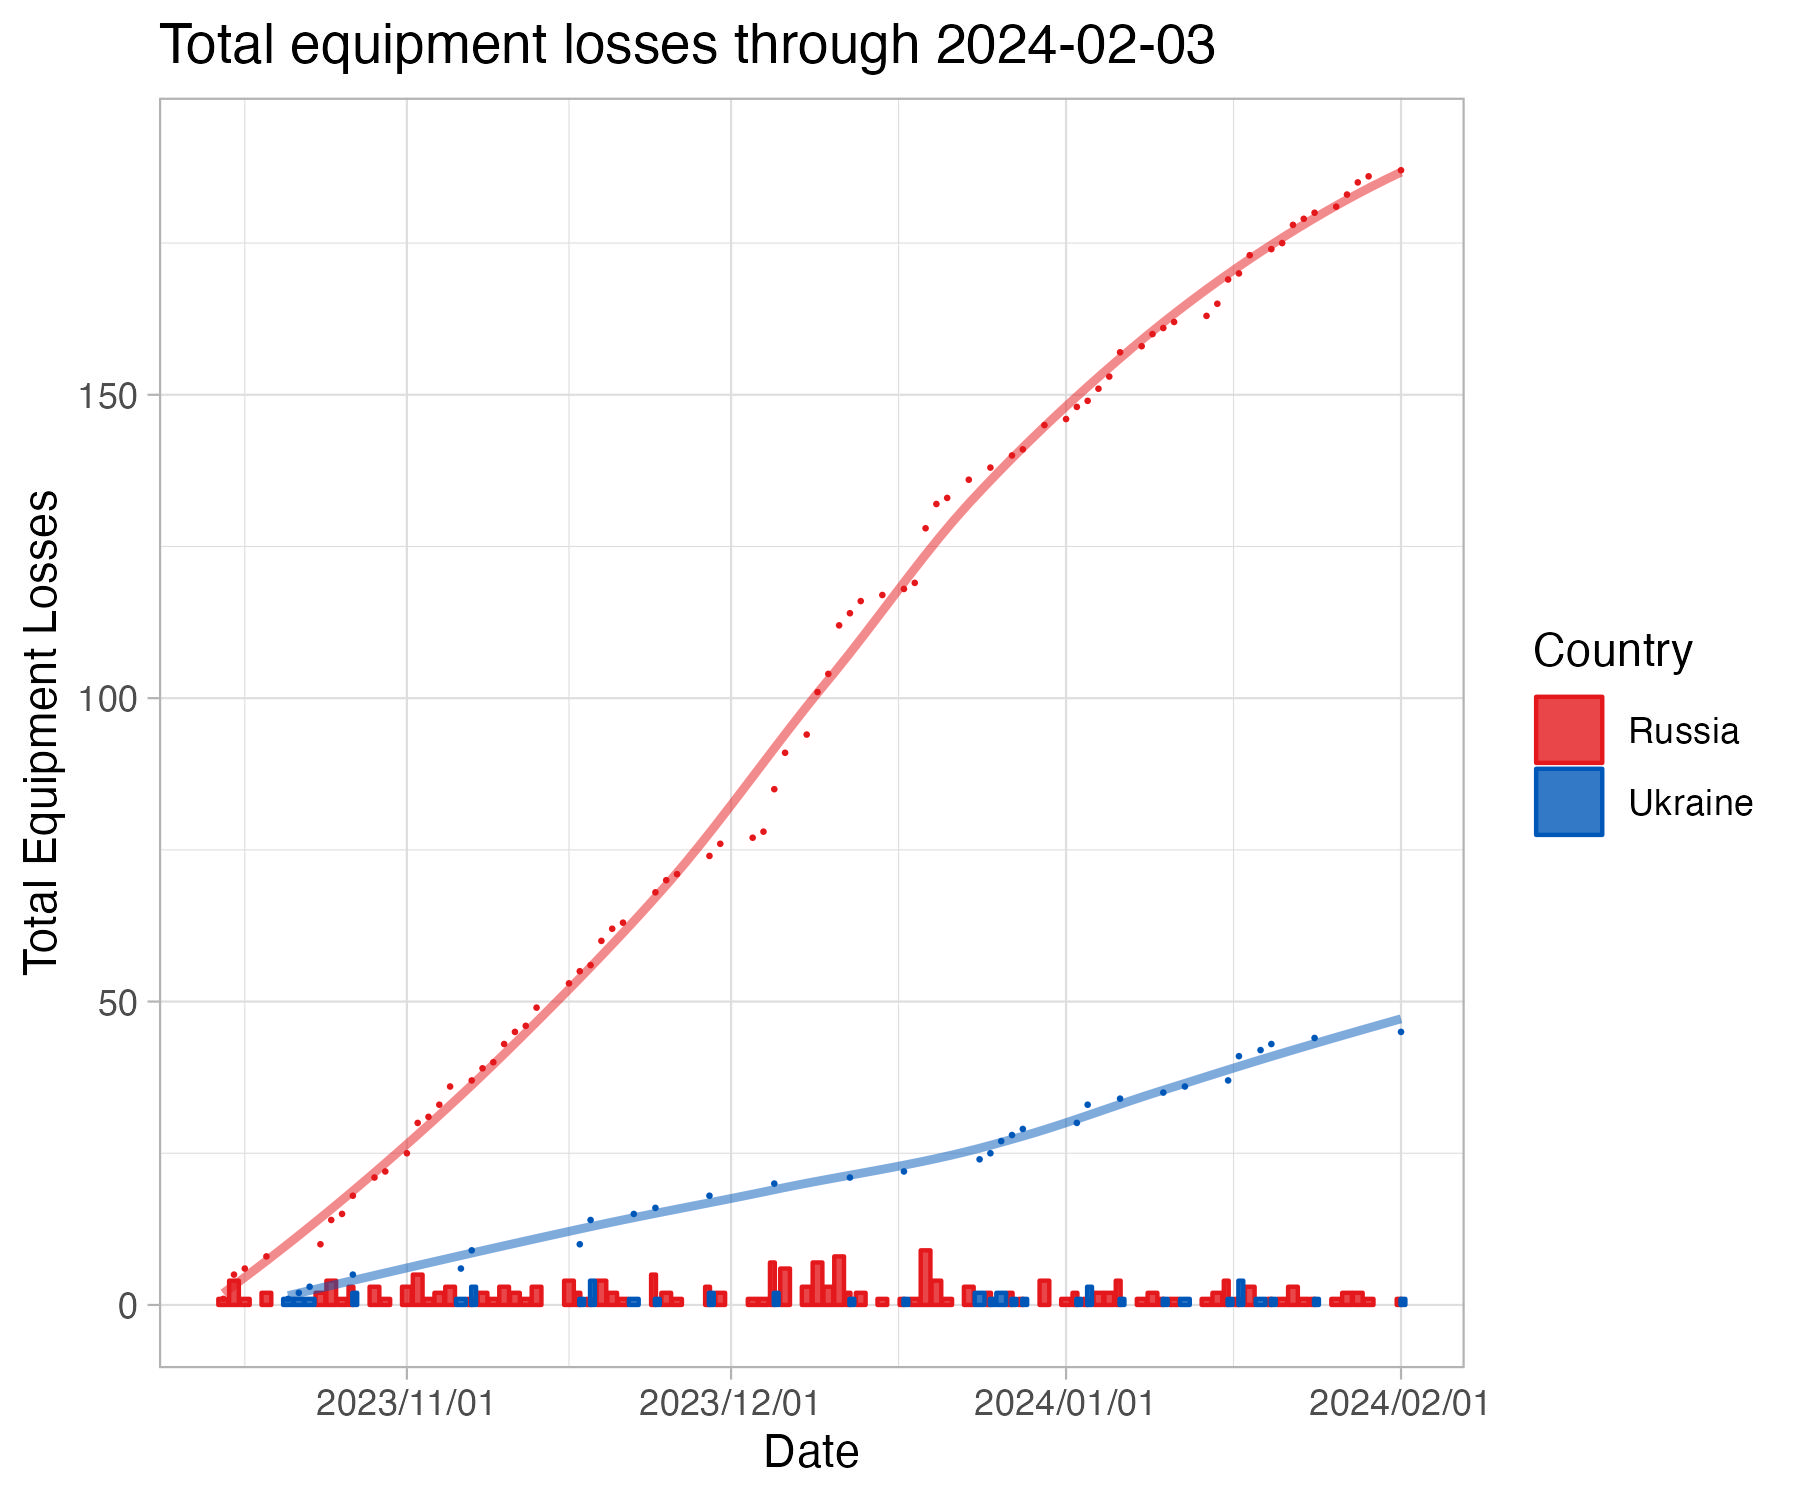 Total equipment losses through 2024-02-03
Total Equipment Losses
150
100
50
0
2023/11/01
2023/12/01
2024/01/01
2024/02/01
Date
Country
Russia
Ukraine